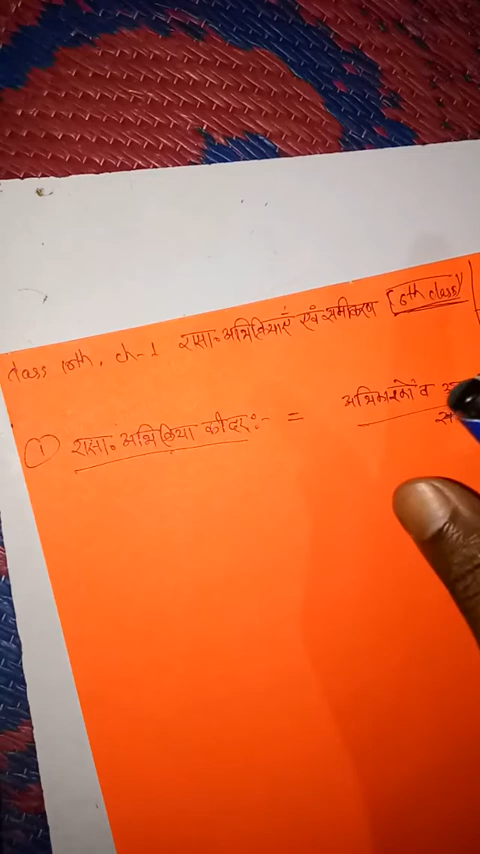 class 10th, ch-1 रसा० अभिक्रियाएँ एवं समीकरण [6th class]
① रसा० अभिक्रिया की दर :- = अभिकारकों व